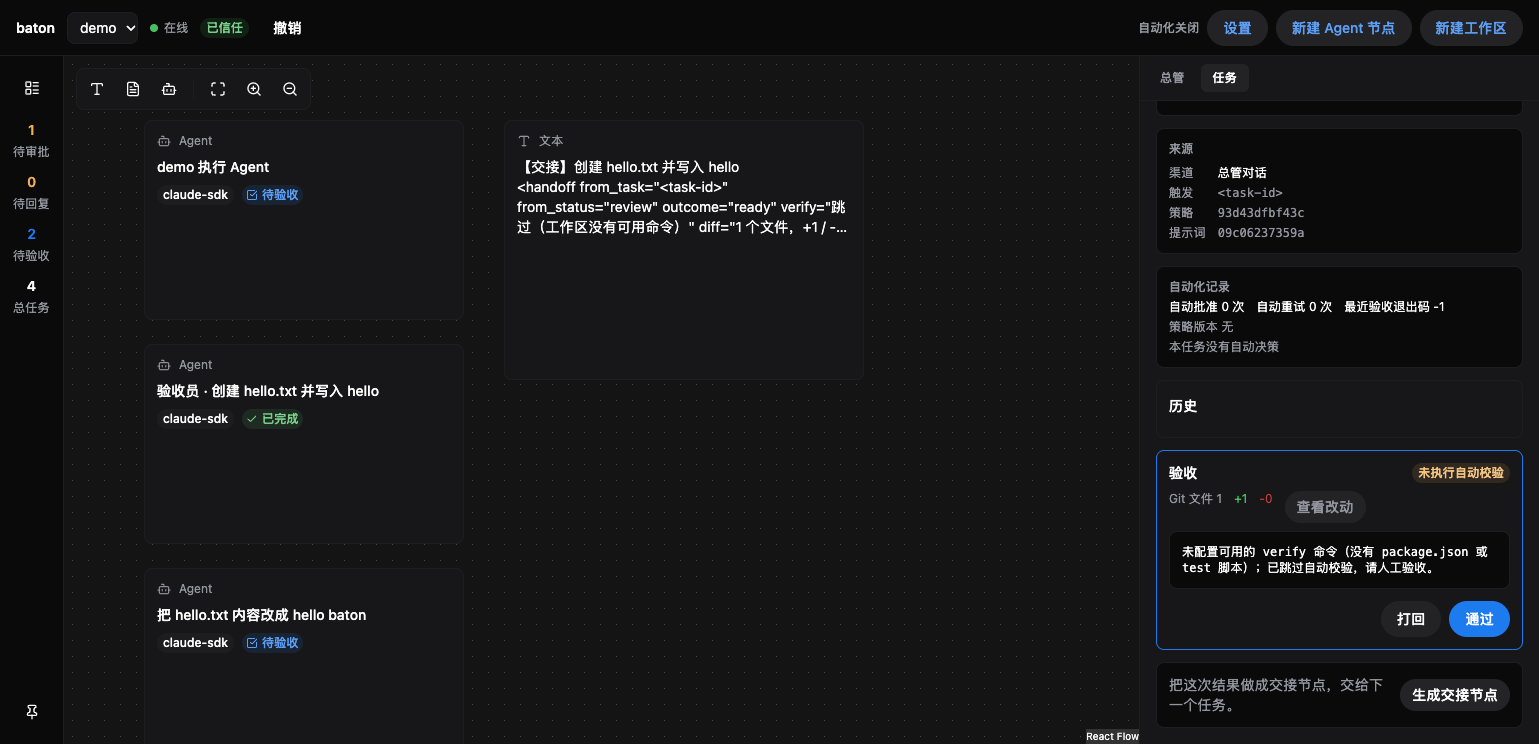 baton
demo
在线
已信任
撤销
自动化关闭
设置
新建 Agent 节点
新建工作区
1
待审批
0
待回复
2
待验收
4
总任务
Agent
demo 执行 Agent
claude-sdk
待验收
Agent
验收员 · 创建 hello.txt 并写入 hello
claude-sdk
已完成
Agent
把 hello.txt 内容改成 hello baton
claude-sdk
待验收
文本
【交接】创建 hello.txt 并写入 hello
<handoff from_task="<task-id>"
from_status="review" outcome="ready" verify="跳
过（工作区没有可用命令）" diff="1 个文件，+1 / -...
React Flow
总管
任务
来源
渠道 总管对话
触发 <task-id>
策略 93d43dfbf43c
提示词 09c06237359a
自动化记录
自动批准 0 次 自动重试 0 次 最近验收退出码 -1
策略版本 无
本任务没有自动决策
历史
验收
未执行自动校验
Git 文件 1 +1 -0
查看改动
未配置可用的 verify 命令（没有 package.json 或
test 脚本）；已跳过自动校验，请人工验收。
打回
通过
把这次结果做成交接节点，交给下
一个任务。
生成交接节点